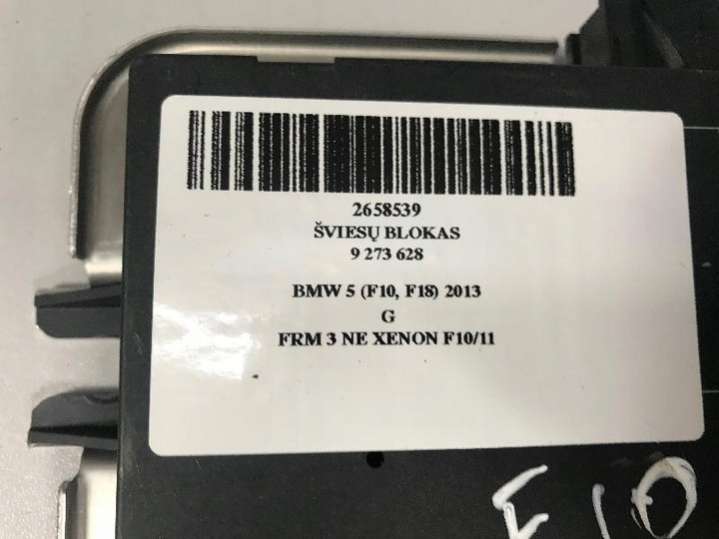 2658539
ŠVIESŲ BLOKAS
9 273 628
BMW 5 (F10, F18) 2013
G
FRM 3 NE XENON F10/11
F10